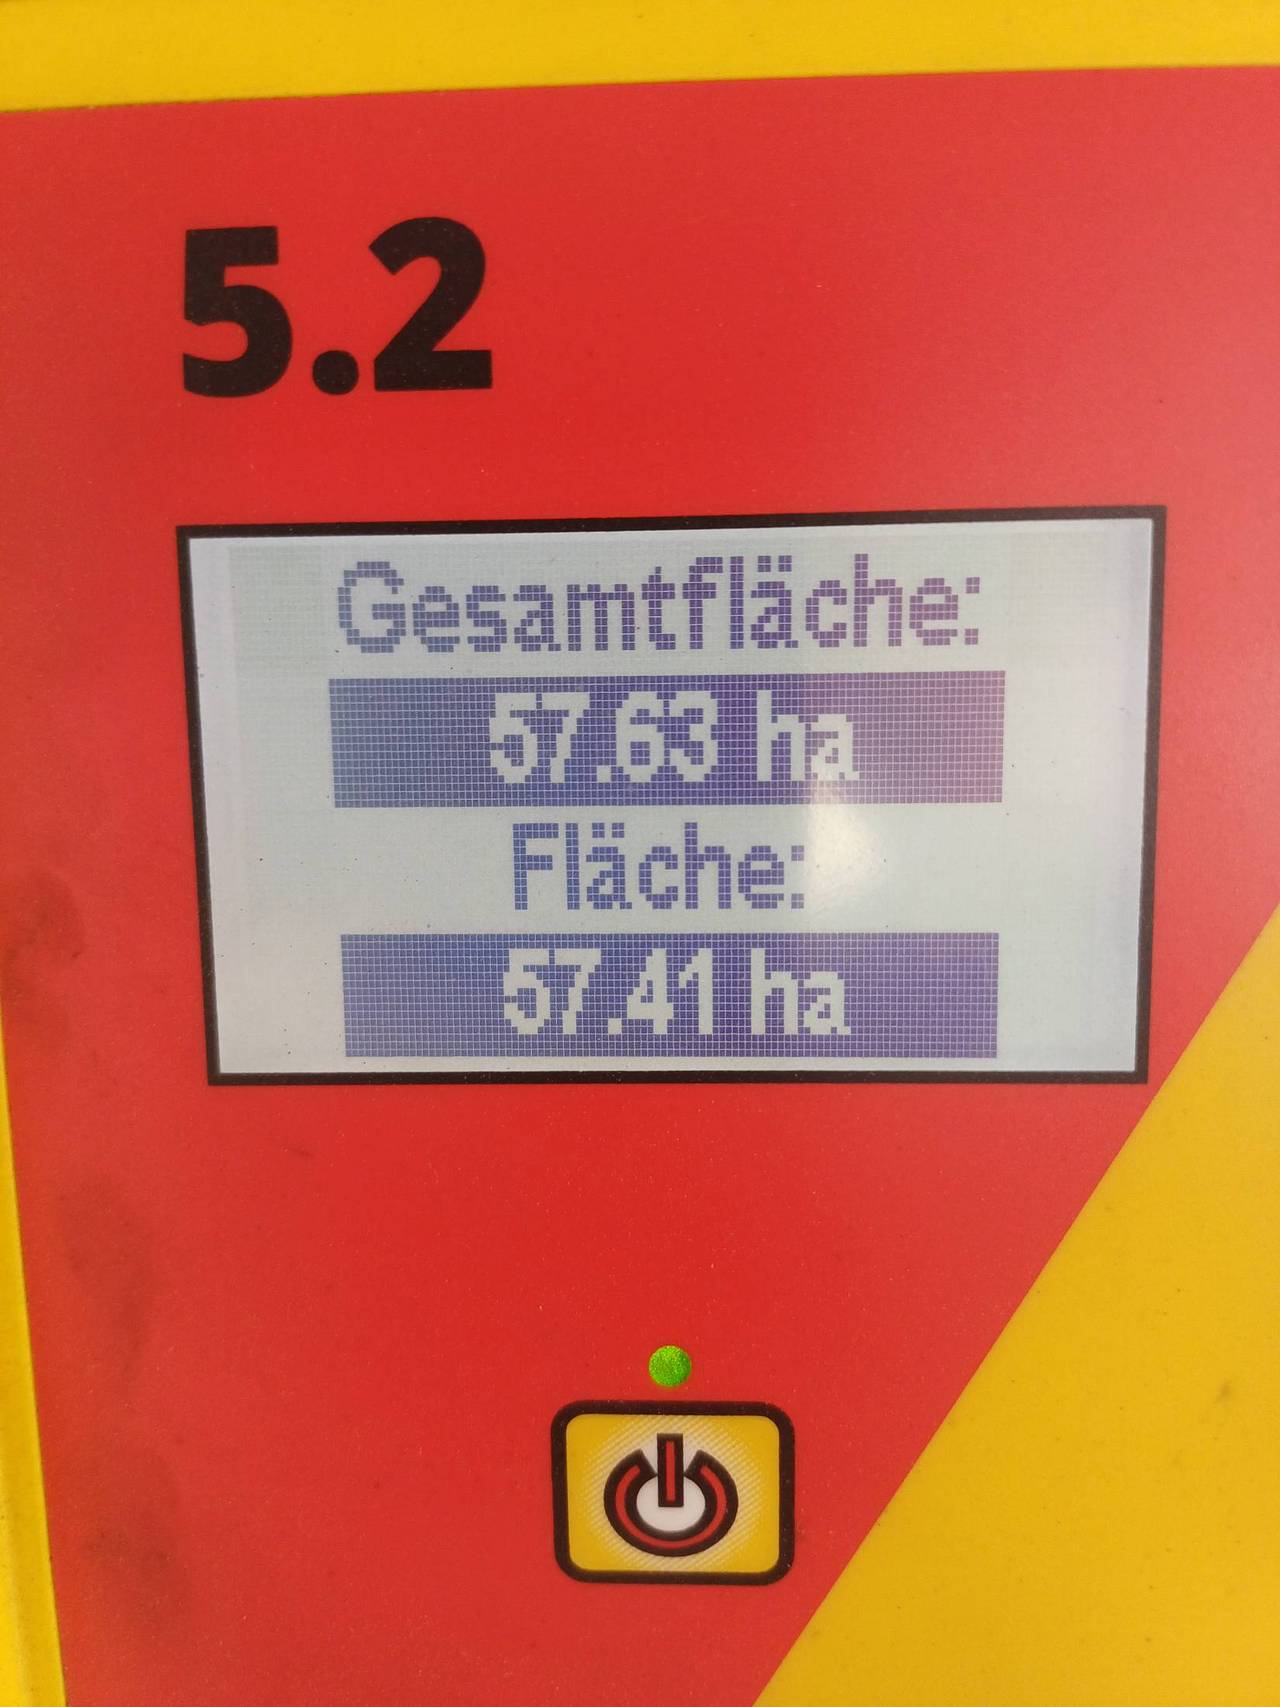 5.2
Gesamtfläche:
57.63 ha
Fläche:
57.41 ha